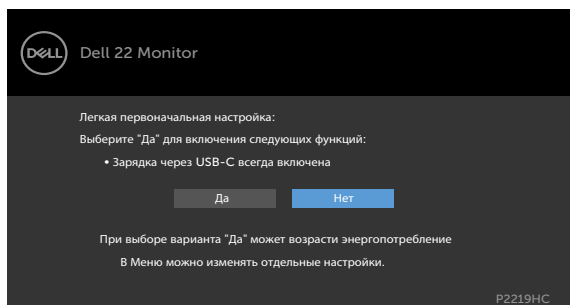 DELL Dell 22 Monitor
Легкая первоначальная настройка:
Выберите "Да" для включения следующих функций:
• Зарядка через USB-C всегда включена
Да Нет
При выборе варианта "Да" может возрасти энергопотребление
В Меню можно изменять отдельные настройки.
P2219HC